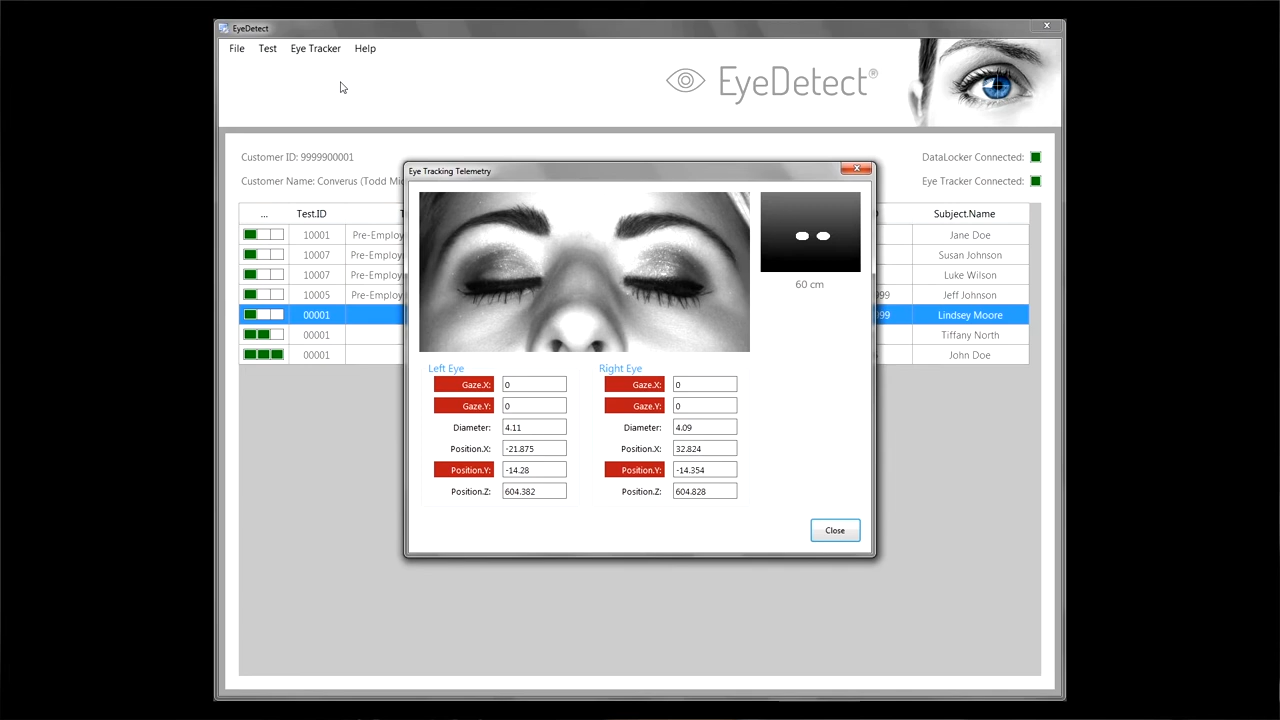 EyeDetect
File Test Eye Tracker Help
EyeDetect®
Customer ID: 9999900001
DataLocker Connected:
Customer Name: Converus (Todd
Eye Tracker Connected:
Eye Tracking Telemetry
... Test.ID Subject.Name
10001 Pre-Employ Jane Doe
10007 Pre-Employ Susan Johnson
10007 Pre-Employ Luke Wilson
10005 Pre-Employ 999 Jeff Johnson
00001 999 Lindsey Moore
00001 Tiffany North
00001 John Doe
60 cm
Left Eye
Gaze.X: 0
Gaze.Y: 0
Diameter: 4.11
Position.X: -21.875
Position.Y: -14.28
Position.Z: 604.382
Right Eye
Gaze.X: 0
Gaze.Y: 0
Diameter: 4.09
Position.X: 32.824
Position.Y: -14.354
Position.Z: 604.828
Close